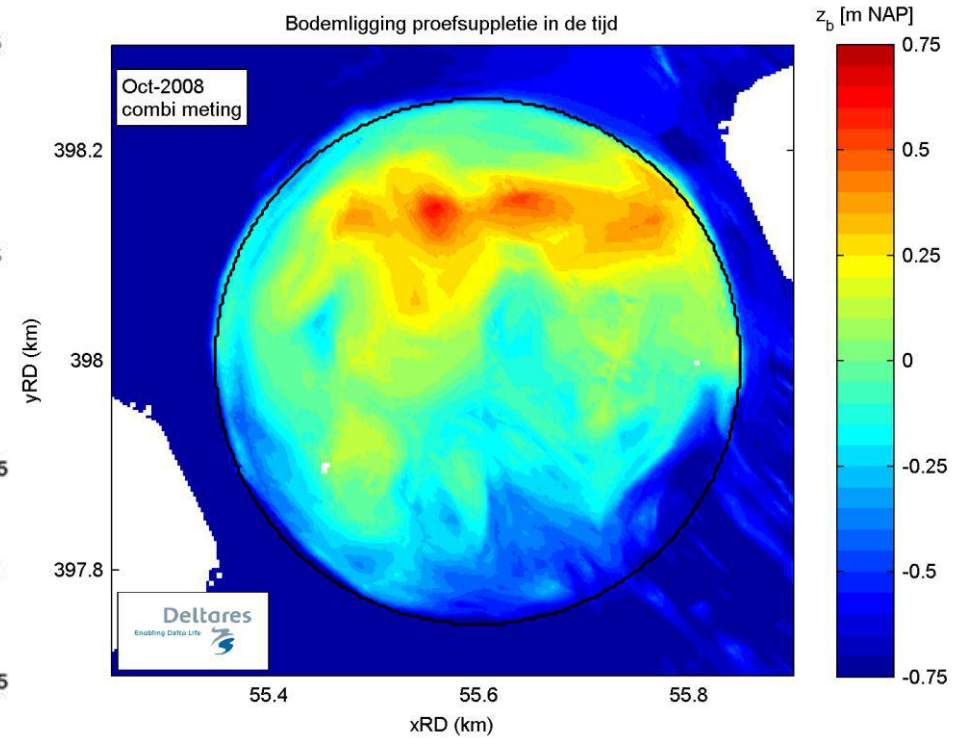 Bodemligging proefsuppletie in de tijd
z_b [m NAP]
Oct-2008
combi meting
398.2
398
397.8
yRD (km)
55.4
55.6
55.8
xRD (km)
0.75
0.5
0.25
0
-0.25
-0.5
-0.75
Deltares
Enabling Delta Life